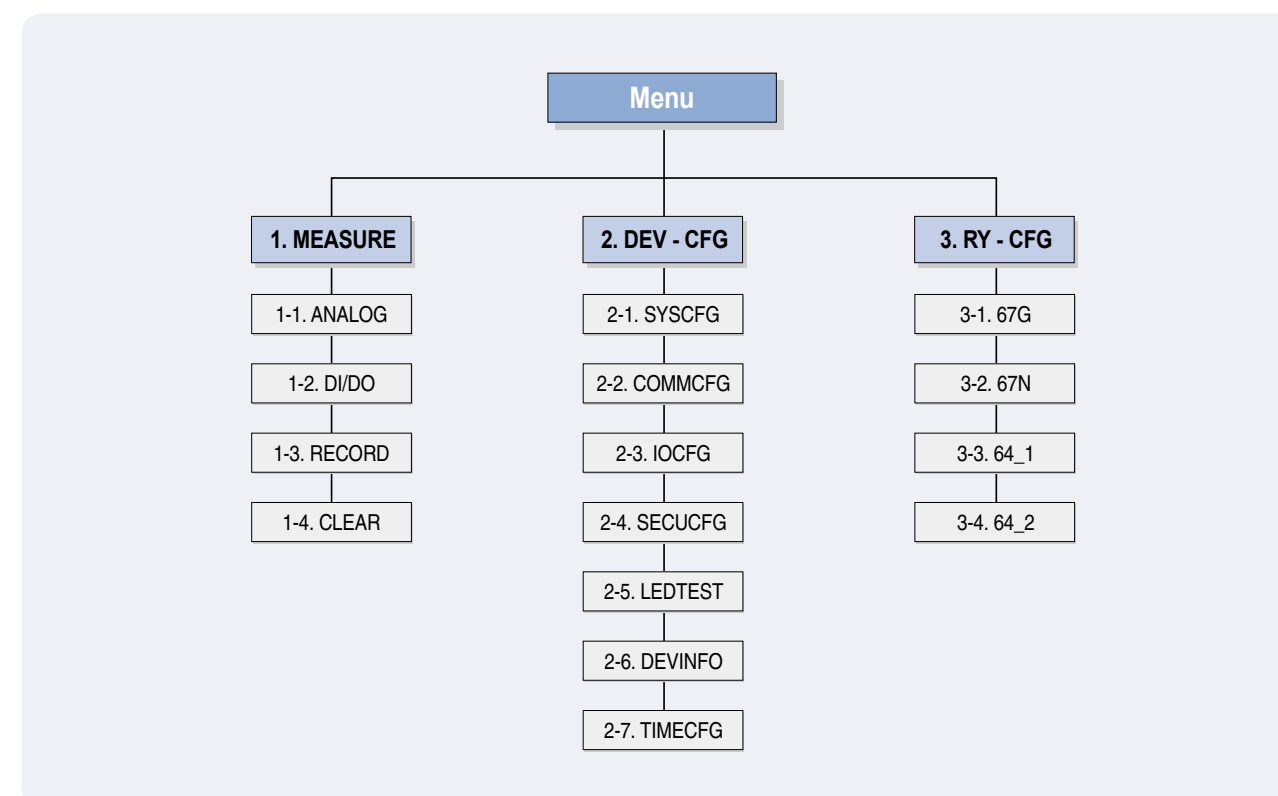 Menu
1. MEASURE
1-1. ANALOG
1-2. DI/DO
1-3. RECORD
1-4. CLEAR
2. DEV - CFG
2-1. SYSCFG
2-2. COMMCFG
2-3. IOCFG
2-4. SECUCFG
2-5. LEDTEST
2-6. DEVINFO
2-7. TIMECFG
3. RY - CFG
3-1. 67G
3-2. 67N
3-3. 64_1
3-4. 64_2